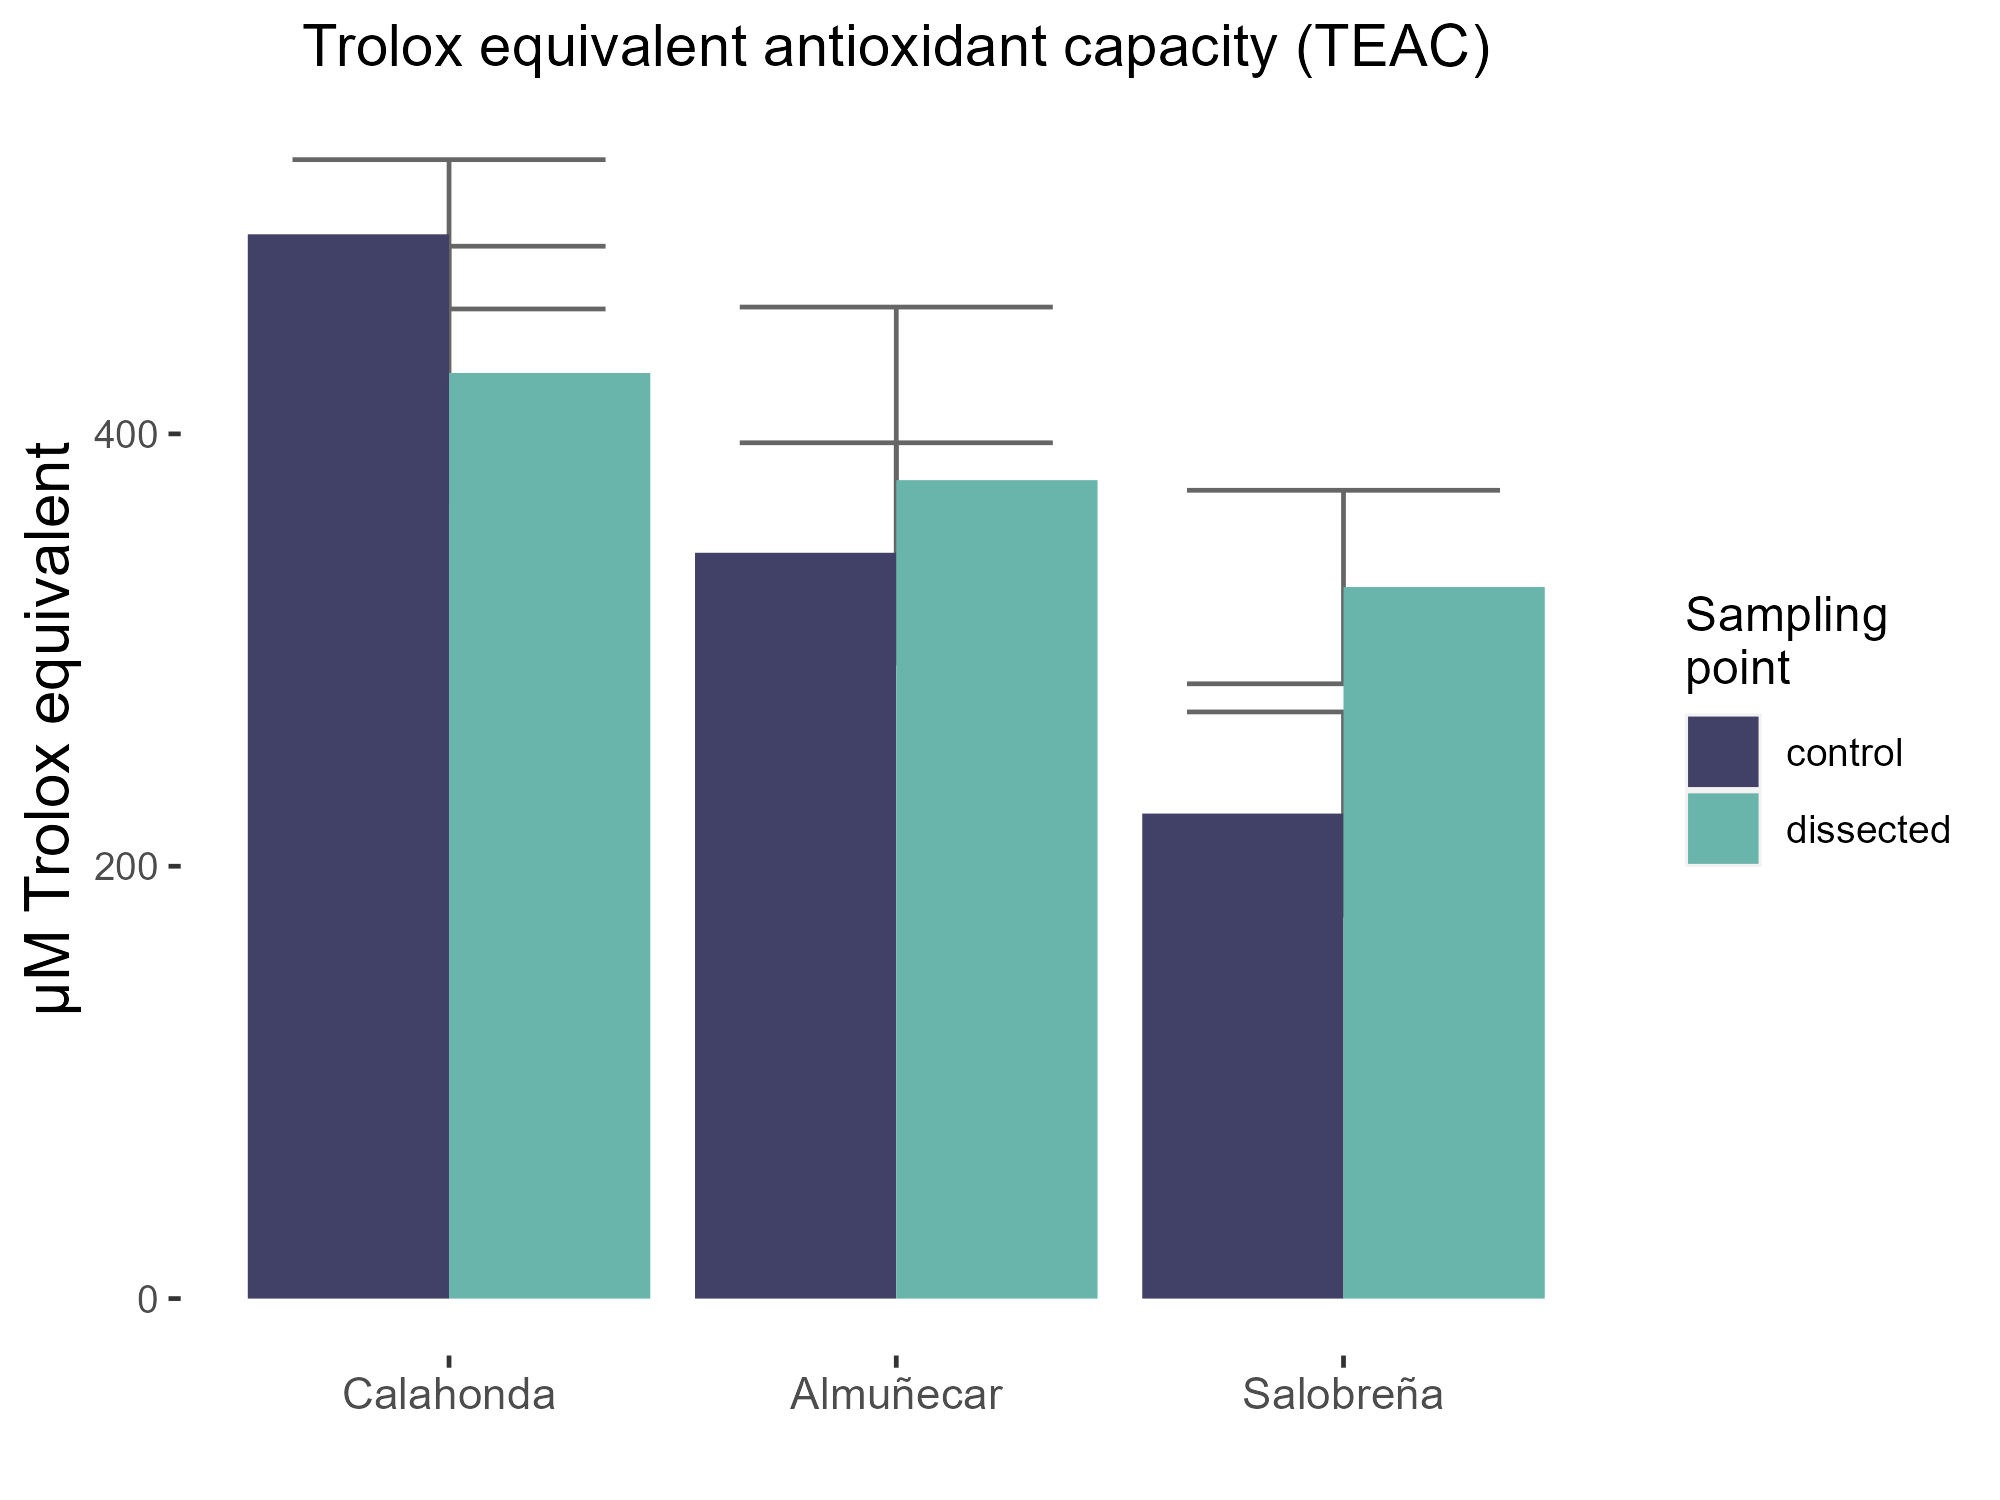 Trolox equivalent antioxidant capacity (TEAC)
µM Trolox equivalent
400
200
0
Calahonda
Almuñecar
Salobreña
Sampling
point
control
dissected